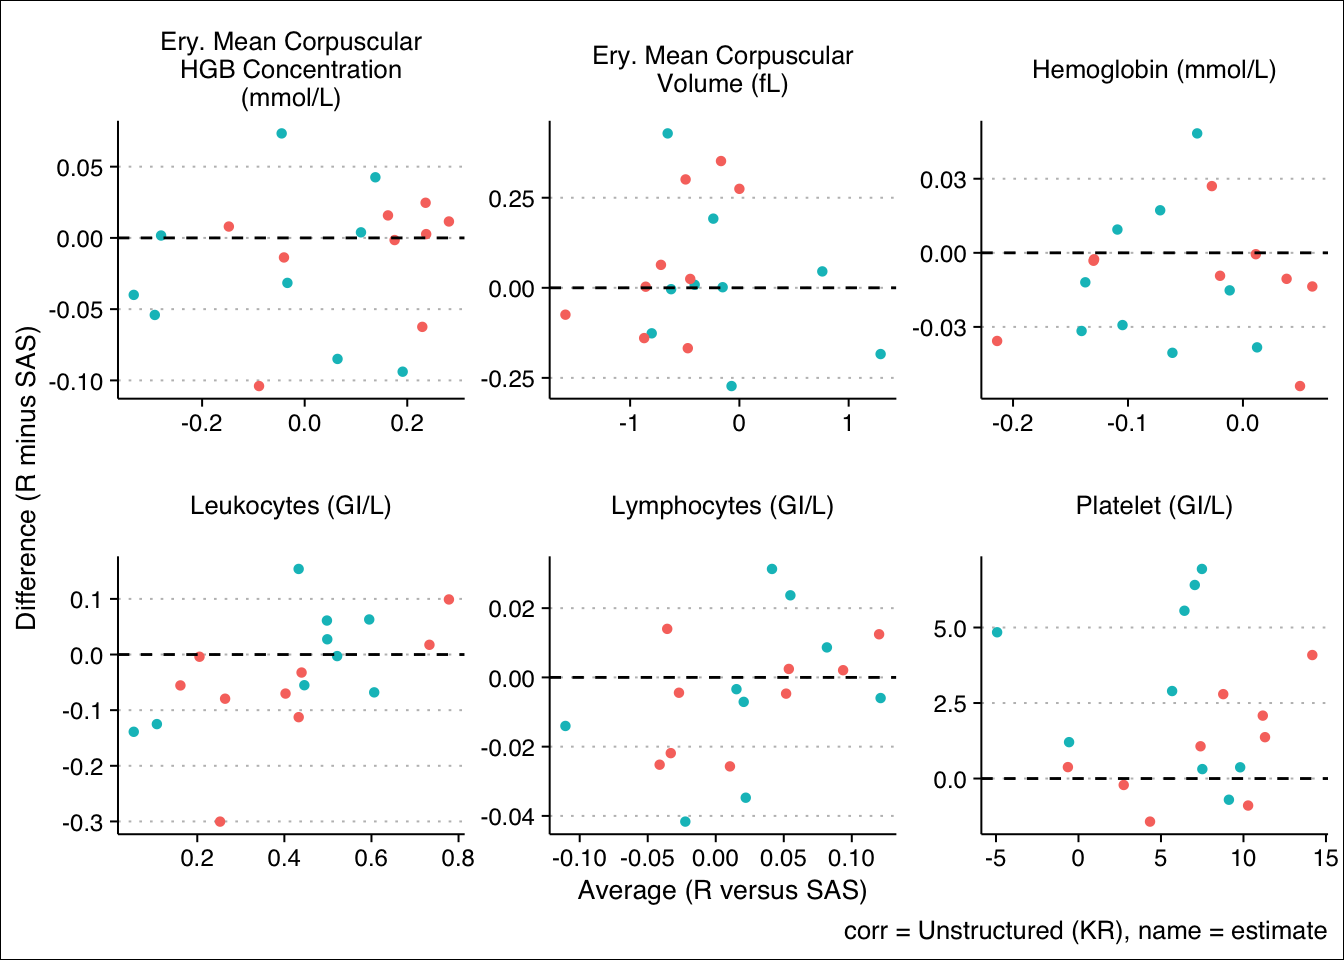 Ery. Mean Corpuscular
HGB Concentration
(mmol/L)
Ery. Mean Corpuscular
Volume (fL)
Hemoglobin (mmol/L)
0.05
0.00
-0.05
-0.10
-0.2 0.0 0.2
0.25
0.00
-0.25
-1 0 1
0.03
0.00
-0.03
-0.2 -0.1 0.0
Difference (R minus SAS)
Leukocytes (GI/L)
Lymphocytes (GI/L)
Platelet (GI/L)
0.1
0.0
-0.1
-0.2
-0.3
0.2 0.4 0.6 0.8
0.02
0.00
-0.02
-0.04
-0.10 -0.05 0.00 0.05 0.10
5.0
2.5
0.0
-5 0 5 10 15
Average (R versus SAS)
corr = Unstructured (KR), name = estimate